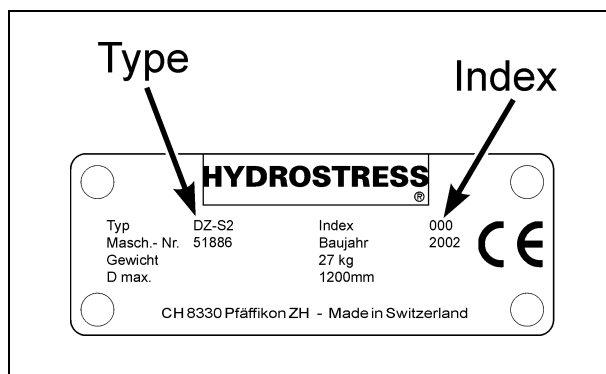 Type
Index
HYDROSTRESS
®
Typ DZ-S2 Index 000
Masch.- Nr. 51886 Baujahr 2002
Gewicht 27 kg
D max. 1200mm
CE
CH 8330 Pfäffikon ZH - Made in Switzerland